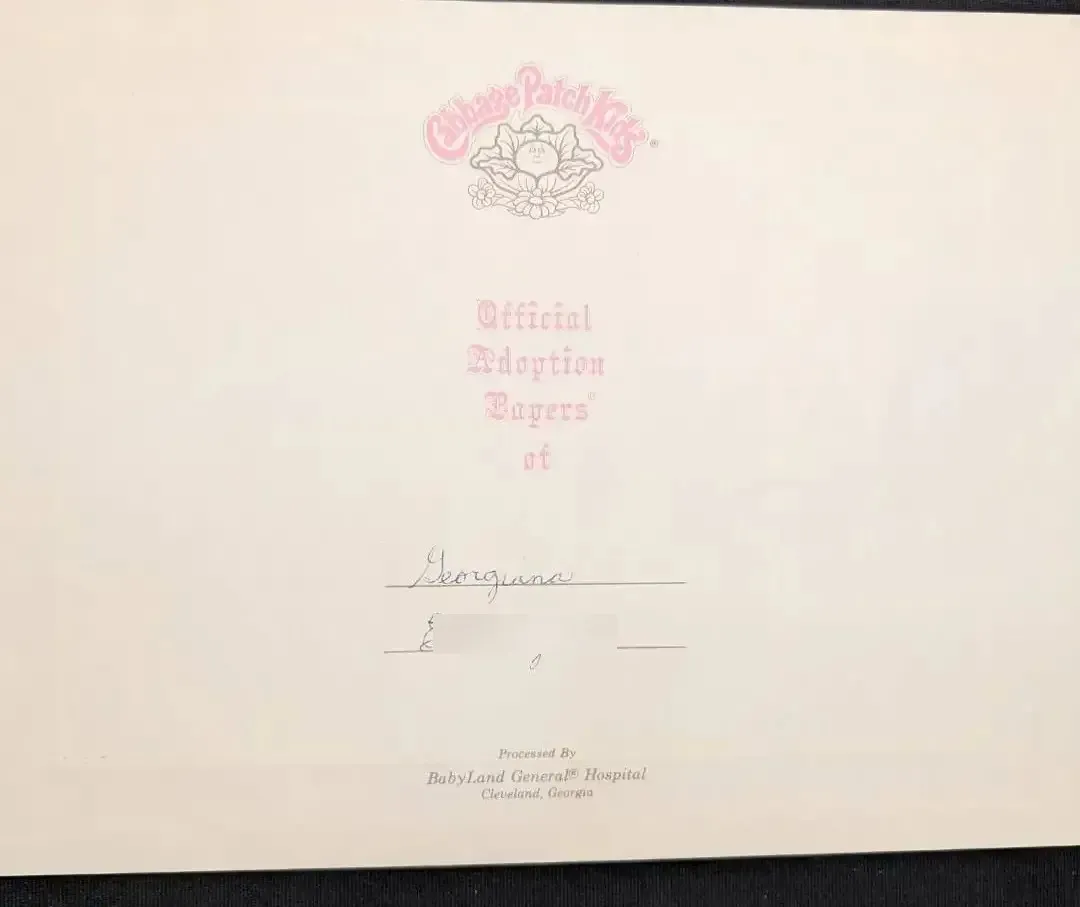 Cabbage Patch Kids®
Official
Adoption
Papers©
of
Georgiana
Processed By
BabyLand General® Hospital
Cleveland, Georgia